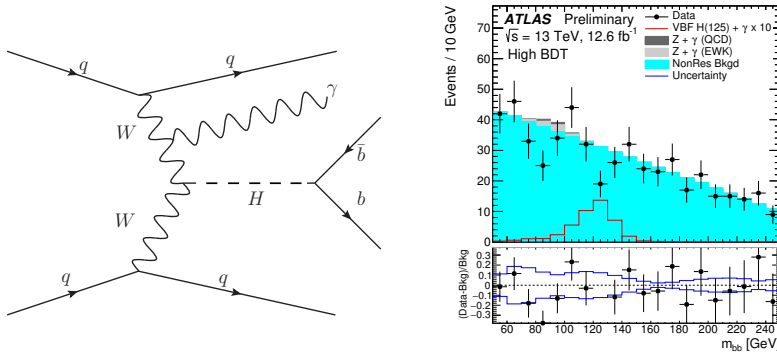 q
q
W
γ
b̄
H
b
W
q
q
ATLAS Preliminary
√s = 13 TeV, 12.6 fb⁻¹
High BDT
Data
VBF H(125) + γ x 10
Z + γ (QCD)
Z + γ (EWK)
NonRes Bkgd
Uncertainty
Events / 10 GeV
70
60
50
40
30
20
10
0
(Data-Bkg)/Bkg
0.3
0.2
0.1
0
−0.1
−0.2
−0.3
60 80 100 120 140 160 180 200 220 240
m_bb [GeV]